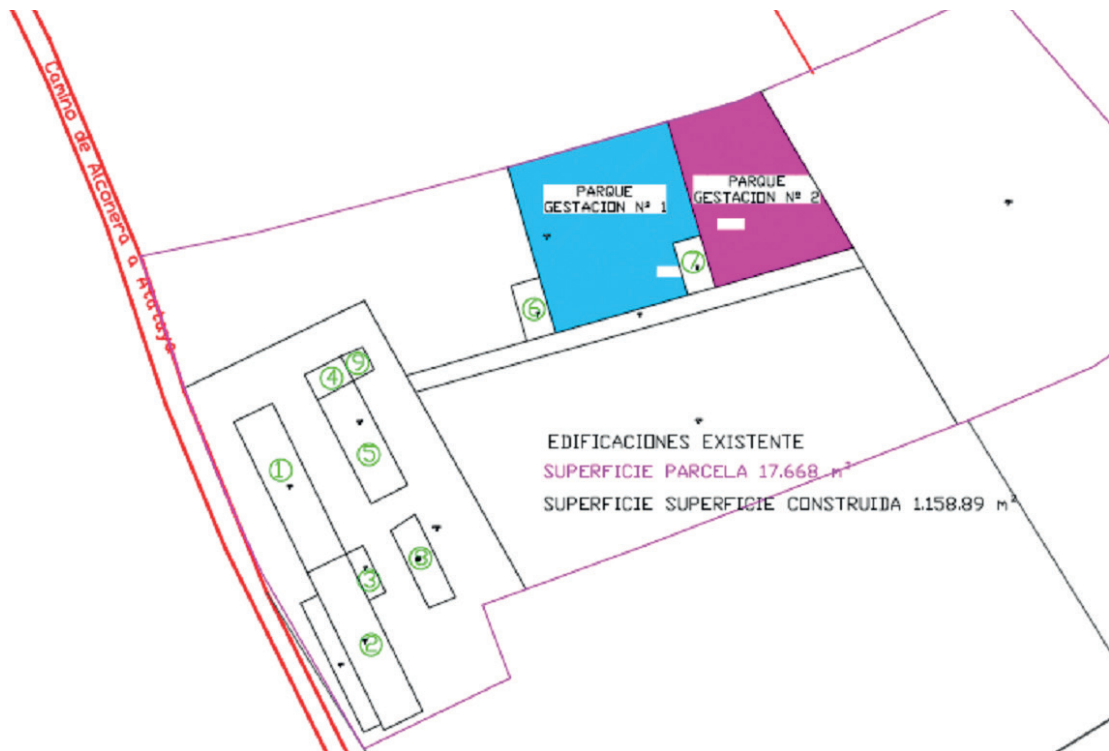 Camino de Alconera a Atalaya
PARQUE
GESTACION Nº 1
PARQUE
GESTACION Nº 2
7
6
9
4
5
1
8
3
2
EDIFICACIONES EXISTENTE
SUPERFICIE PARCELA 17.668 m²
SUPERFICIE SUPERFICIE CONSTRUIDA 1.158.89 m²